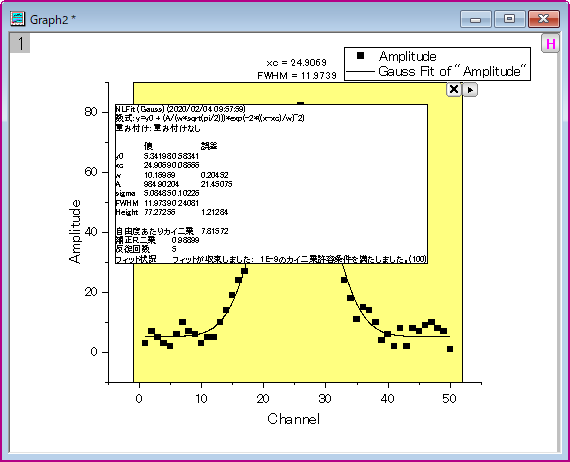 Graph2 *
1
H
xc = 24.9059
FWHM = 11.9739
Amplitude
Gauss Fit of "Amplitude"
NLFit (Gauss) (2020/02/04 09:57:59)
数式: y=y0 + (A/(w*sqrt(pi/2)))*exp(-2*((x-xc)/w)^2)
重み付け: 重み付けなし
値 誤差
y0 5.34198 0.58341
xc 24.9059 0.08555
w 10.16969 0.20452
A 984.90204 21.45075
sigma 5.08485 0.10226
FWHM 11.9739 0.24081
Height 77.27255 1.21284
自由度あたりカイ二乗 7.81572
補正R二乗 0.98899
反復回数 5
フィット状況 フィットが収束しました: 1E-9のカイ二乗許容条件を満たしました。(100)
80
60
40
20
0
Amplitude
0 10 20 30 40 50
Channel